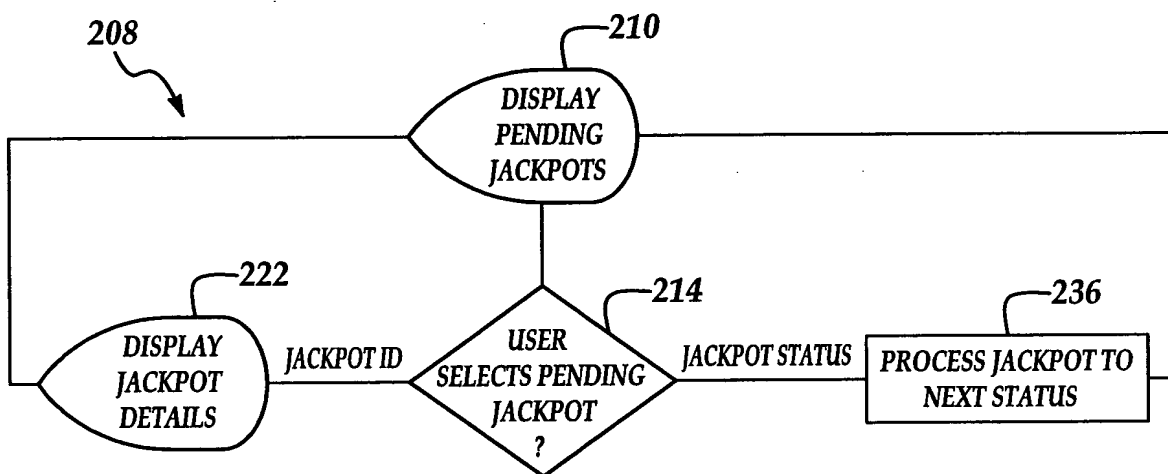 208
210
DISPLAY
PENDING
JACKPOTS
222
214
236
DISPLAY
JACKPOT
DETAILS
JACKPOT ID
USER
SELECTS PENDING
JACKPOT
?
JACKPOT STATUS
PROCESS JACKPOT TO
NEXT STATUS